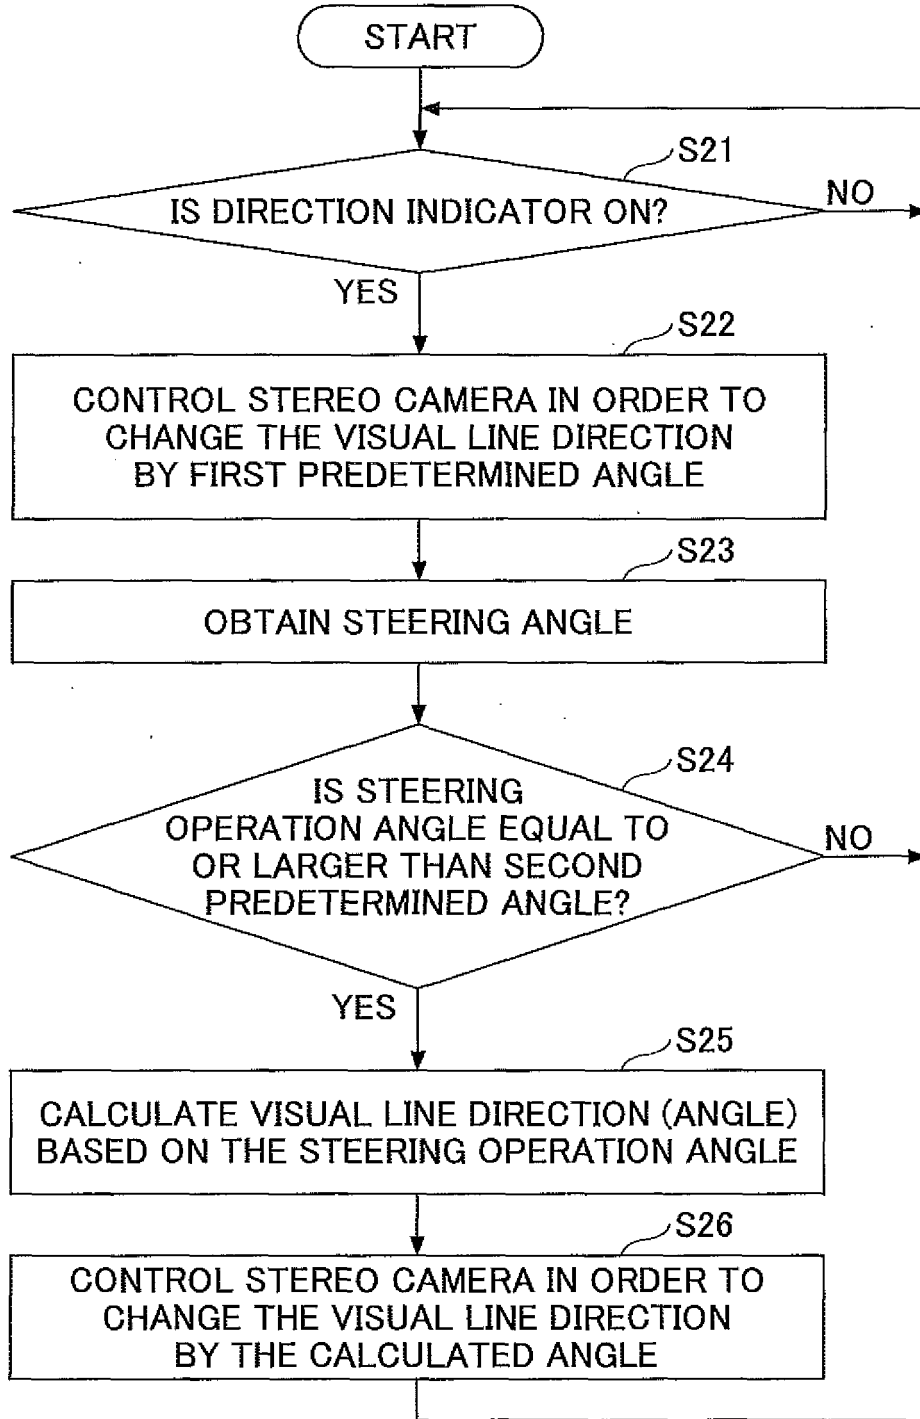 START
S21
IS DIRECTION INDICATOR ON?
NO
YES
S22
CONTROL STEREO CAMERA IN ORDER TO
CHANGE THE VISUAL LINE DIRECTION
BY FIRST PREDETERMINED ANGLE
S23
OBTAIN STEERING ANGLE
S24
IS STEERING
OPERATION ANGLE EQUAL TO
OR LARGER THAN SECOND
PREDETERMINED ANGLE?
NO
YES
S25
CALCULATE VISUAL LINE DIRECTION (ANGLE)
BASED ON THE STEERING OPERATION ANGLE
S26
CONTROL STEREO CAMERA IN ORDER TO
CHANGE THE VISUAL LINE DIRECTION
BY THE CALCULATED ANGLE